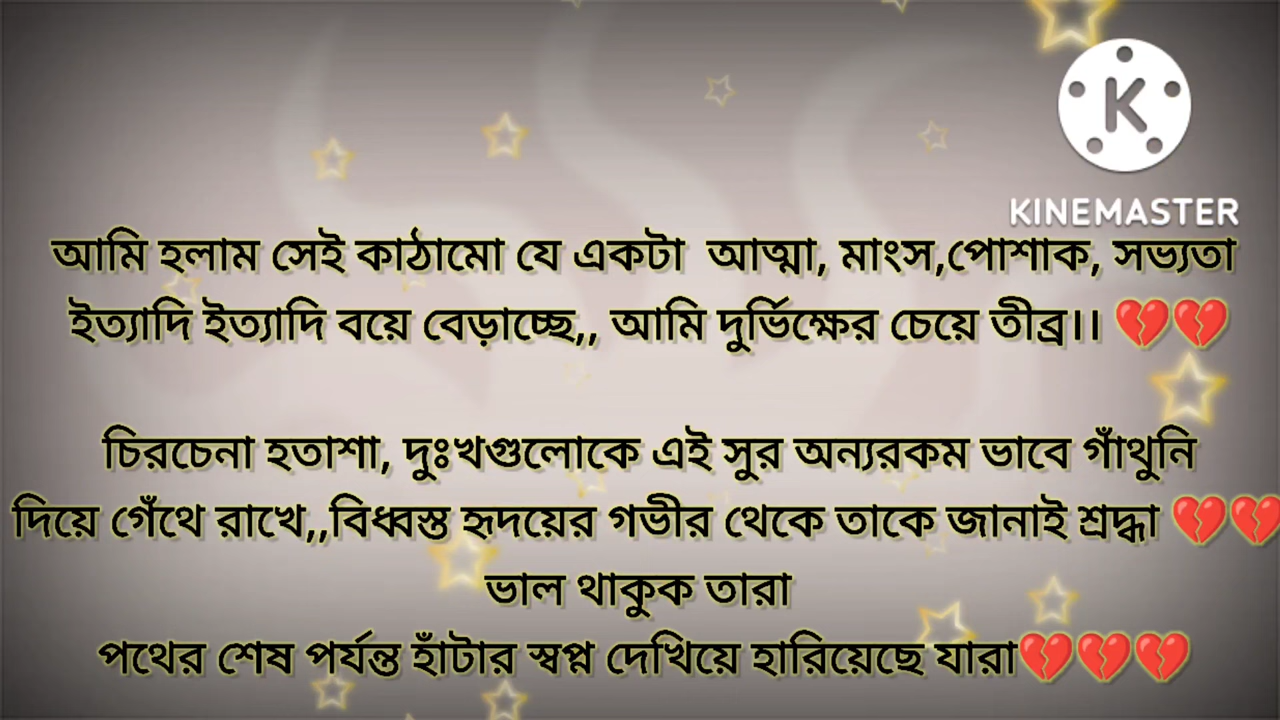 KINEMASTER
আমি হলাম সেই কাঠামো যে একটা  আত্মা, মাংস,পোশাক, সভ্যতা
ইত্যাদি ইত্যাদি বয়ে বেড়াচ্ছে,, আমি দুর্ভিক্ষের চেয়ে তীব্র।। 💔💔
চিরচেনা হতাশা, দুঃখগুলোকে এই সুর অন্যরকম ভাবে গাঁথুনি
দিয়ে গেঁথে রাখে,,বিধ্বস্ত হৃদয়ের গভীর থেকে তাকে জানাই শ্রদ্ধা 💔💔
ভাল থাকুক তারা
পথের শেষ পর্যন্ত হাঁটার স্বপ্ন দেখিয়ে হারিয়েছে যারা💔💔💔